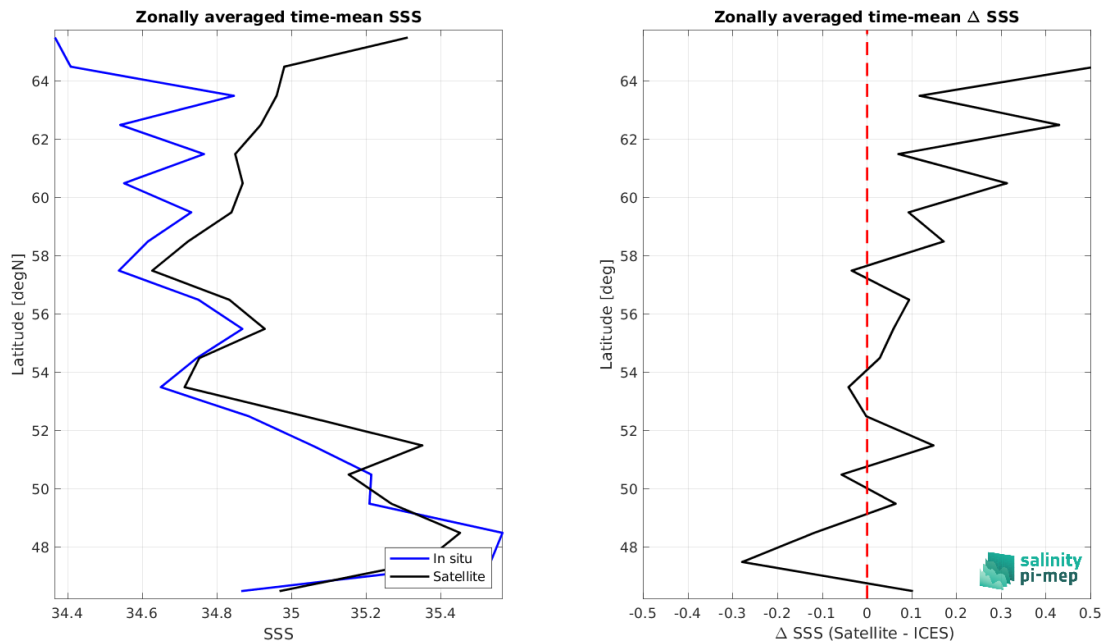 Zonally averaged time-mean SSS
Latitude [degN]
64
62
60
58
56
54
52
50
48
34.4 34.6 34.8 35 35.2 35.4
SSS
In situ
Satellite
Zonally averaged time-mean Δ SSS
Latitude [deg]
64
62
60
58
56
54
52
50
48
-0.5 -0.4 -0.3 -0.2 -0.1 0 0.1 0.2 0.3 0.4 0.5
Δ SSS (Satellite - ICES)
salinity
pi-mep